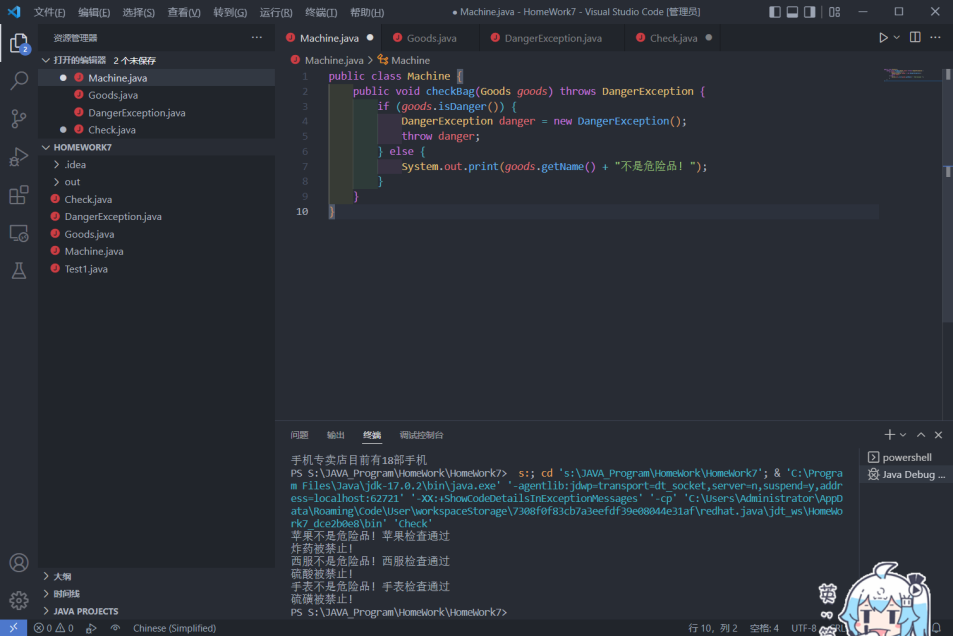 文件(F) 编辑(E) 选择(S) 查看(V) 转到(G) 运行(R) 终端(T) 帮助(H) ● Machine.java - HomeWork7 - Visual Studio Code [管理员]
资源管理器 ···
Machine.java ● Goods.java DangerException.java Check.java ●
打开的编辑器 2 个未保存
● Machine.java
Goods.java
DangerException.java
● Check.java
HOMEWORK7
.idea
out
Check.java
DangerException.java
Goods.java
Machine.java
Test1.java
大纲
时间线
JAVA PROJECTS
2
Machine.java > Machine
1 public class Machine {
2 public void checkBag(Goods goods) throws DangerException {
3 if (goods.isDanger()) {
4 DangerException danger = new DangerException();
5 throw danger;
6 } else {
7 System.out.print(goods.getName() + "不是危险品! ");
8 }
9 }
10 }
问题 输出 终端 调试控制台
powershell
Java Debug ...
手机专卖店目前有18部手机
PS S:\JAVA_Program\HomeWork\HomeWork7> s:; cd 's:\JAVA_Program\HomeWork\HomeWork7'; & 'C:\Progra
m Files\Java\jdk-17.0.2\bin\java.exe' '-agentlib:jdwp=transport=dt_socket,server=n,suspend=y,addr
ess=localhost:62721' '-XX:+ShowCodeDetailsInExceptionMessages' '-cp' 'C:\Users\Administrator\AppD
ata\Roaming\Code\User\workspaceStorage\7308f0f83cb7a3eefdf39e08044e31af\redhat.java\jdt_ws\HomeWo
rk7_dce2b0e8\bin' 'Check'
苹果不是危险品! 苹果检查通过
炸药被禁止!
西服不是危险品! 西服检查通过
硫酸被禁止!
手表不是危险品! 手表检查通过
硫磺被禁止!
PS S:\JAVA_Program\HomeWork\HomeWork7>
英
0 0 Chinese (Simplified) 行 10, 列 2 空格: 4 UTF-8